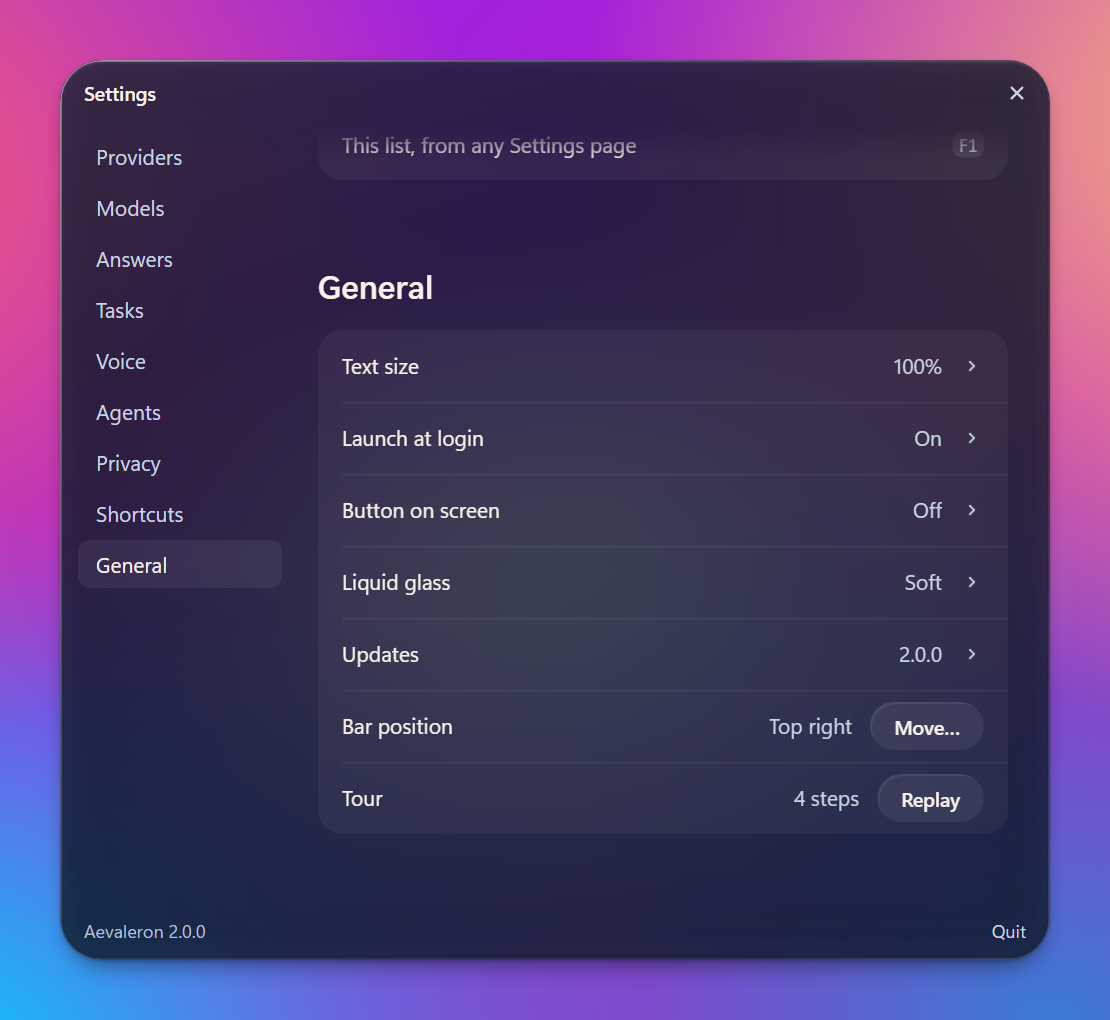 Settings
Providers
Models
Answers
Tasks
Voice
Agents
Privacy
Shortcuts
General
This list, from any Settings page F1
General
Text size 100%
Launch at login On
Button on screen Off
Liquid glass Soft
Updates 2.0.0
Bar position Top right Move...
Tour 4 steps Replay
Aevaleron 2.0.0
Quit